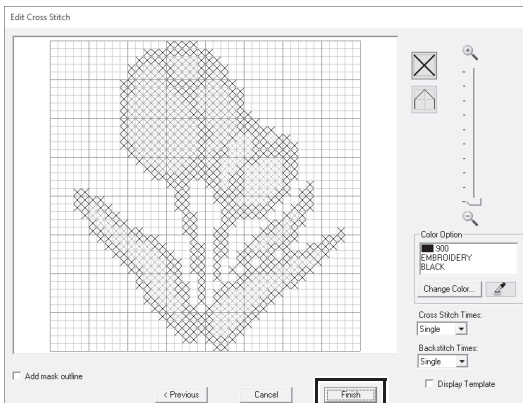 Edit Cross Stitch
Color Option
900
EMBROIDERY
BLACK
Change Color...
Cross Stitch Times:
Single
Backstitch Times:
Single
Display Template
Add mask outline
< Previous
Cancel
Finish